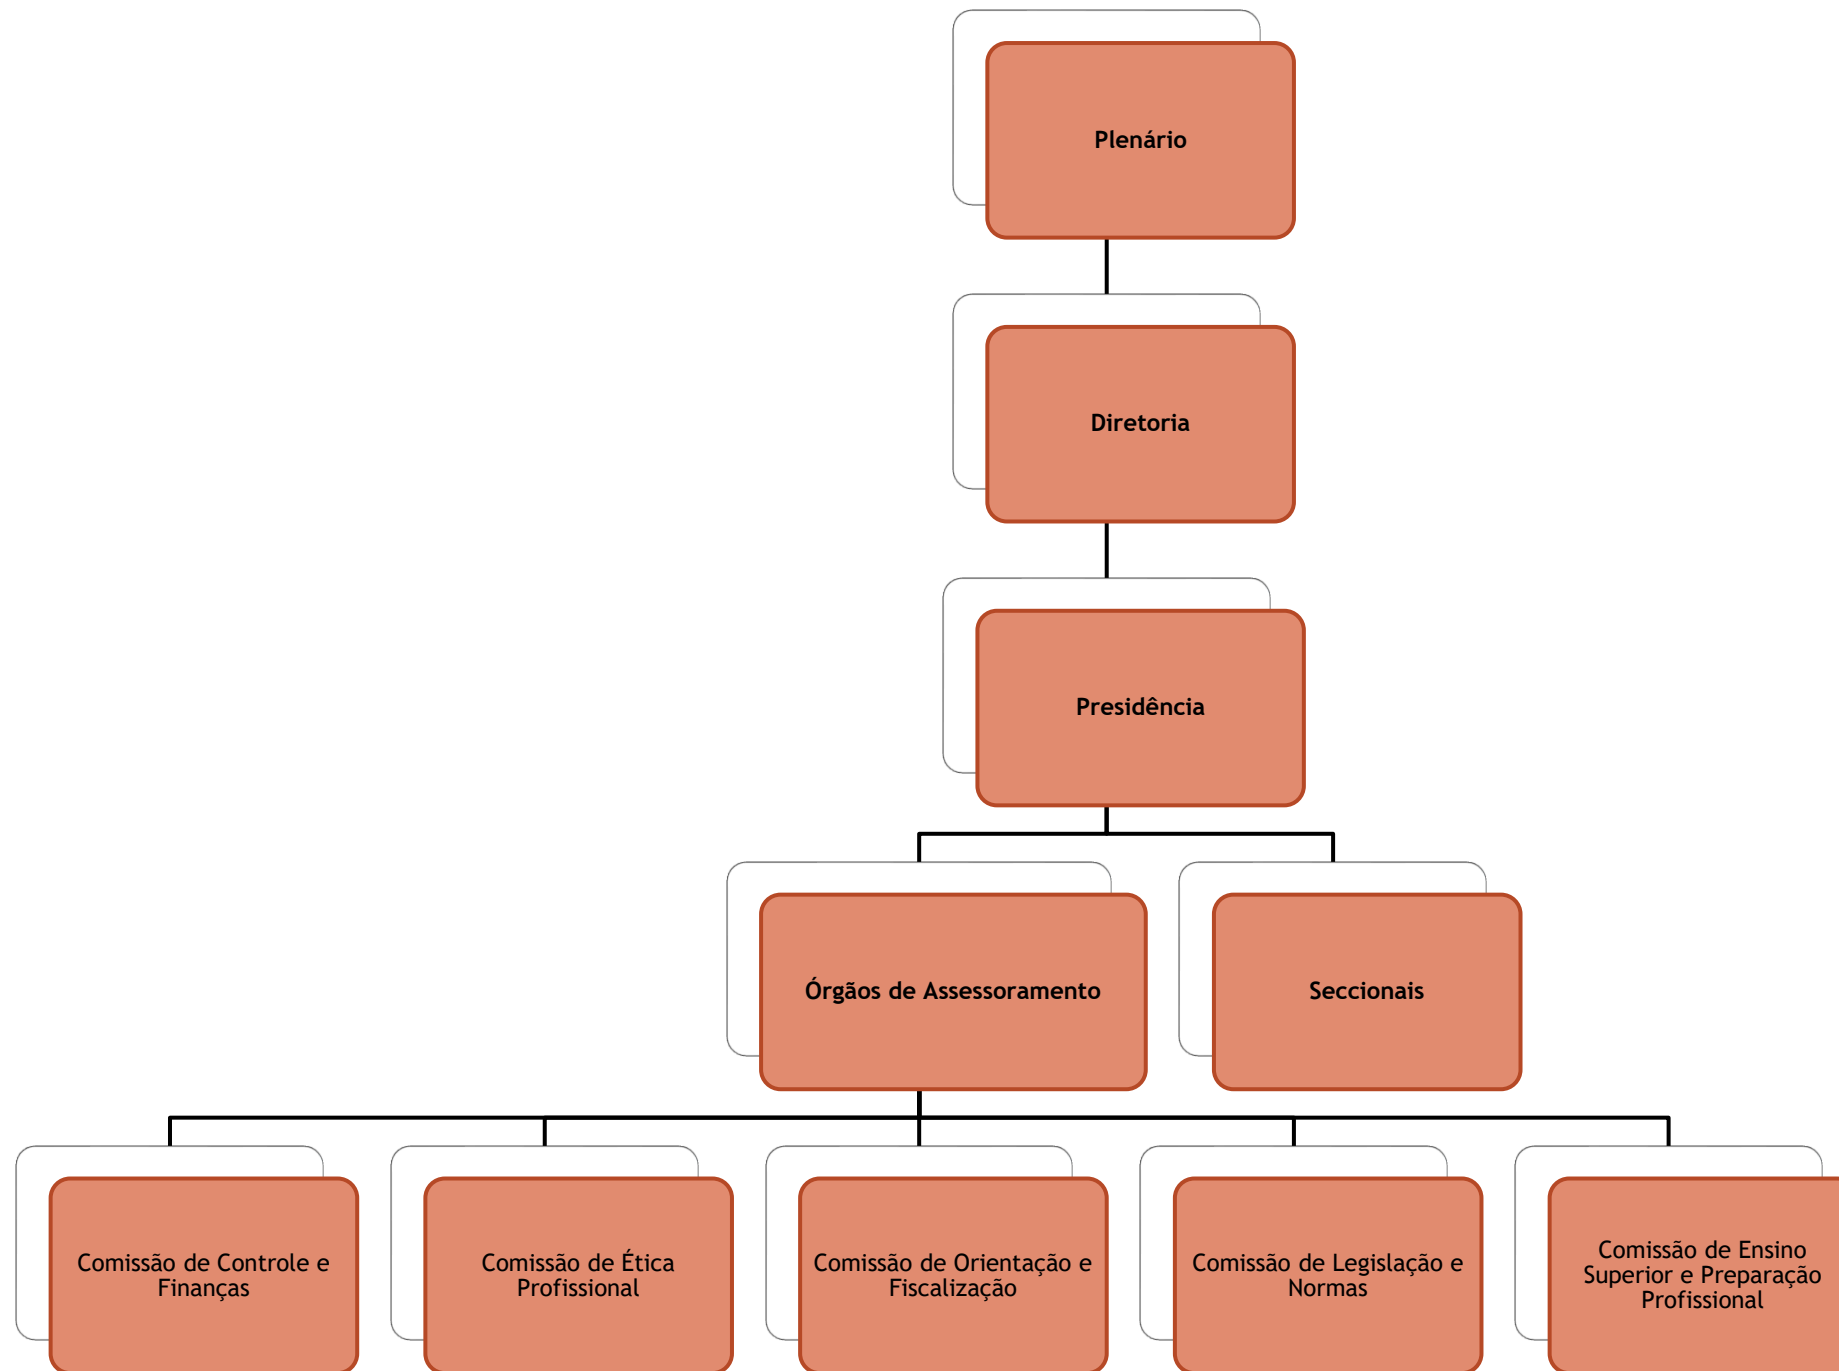 Plenário
Diretoria
Presidência
Órgãos de Assessoramento
Seccionais
Comissão de Controle e
Finanças
Comissão de Ética
Profissional
Comissão de Orientação e
Fiscalização
Comissão de Legislação e
Normas
Comissão de Ensino
Superior e Preparação
Profissional